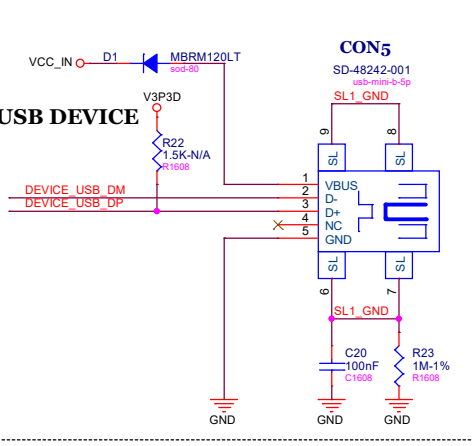 CON5
D1
MBRM120LT
VCC_IN
sod-80
SD-48242-001
usb-mini-b-5p
V3P3D
SL1_GND
USB DEVICE
9
8
R22
1.5K-N/A
R1608
SL
SL
1
VBUS
DEVICE_USB_DM
2
D-
DEVICE_USB_DP
3
D+
4
NC
5
GND
SL
SL
6
7
SL1_GND
C20
100nF
C1608
R23
1M-1%
R1608
GND
GND
GND